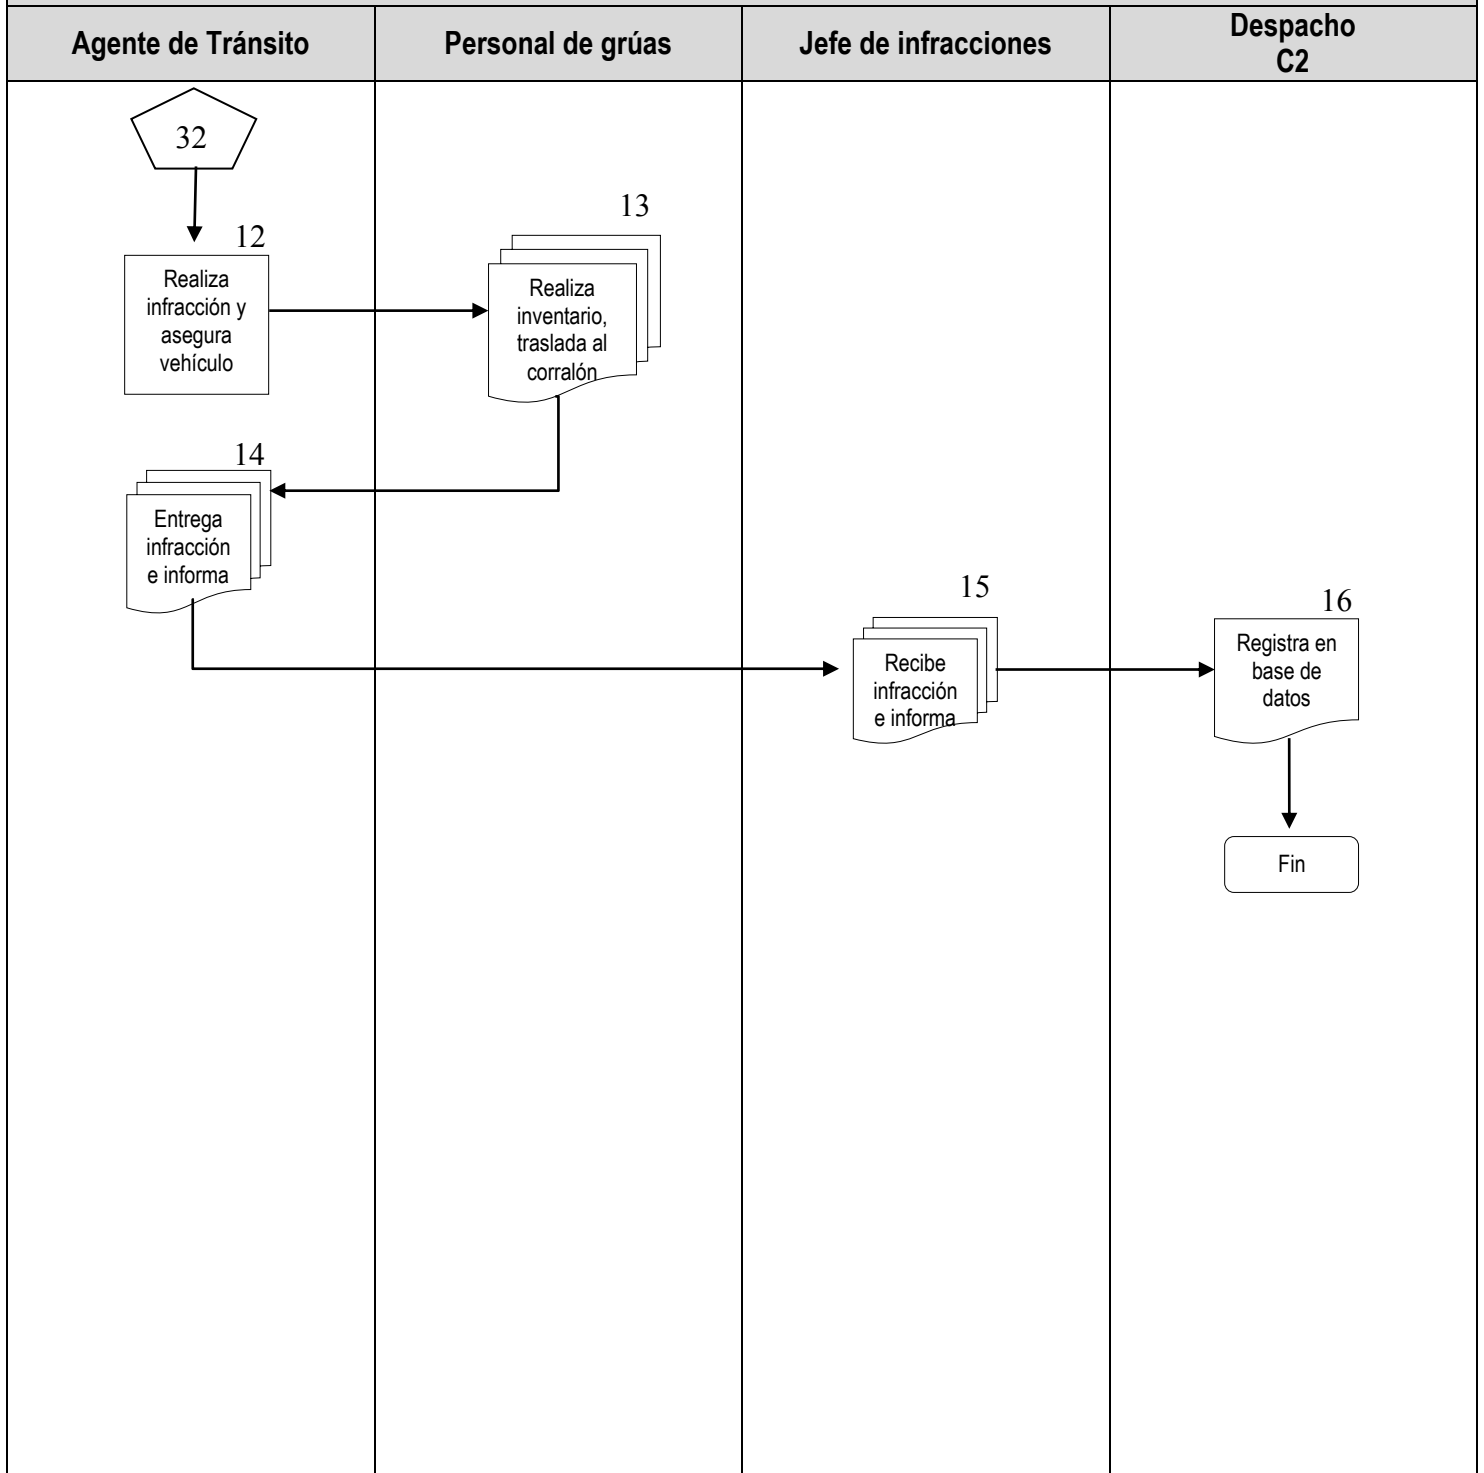 Agente de Tránsito
Personal de grúas
Jefe de infracciones
Despacho
C2
32
12
Realiza
infracción y
asegura
vehículo
13
Realiza
inventario,
traslada al
corralón
14
Entrega
infracción
e informa
15
Recibe
infracción
e informa
16
Registra en
base de
datos
Fin